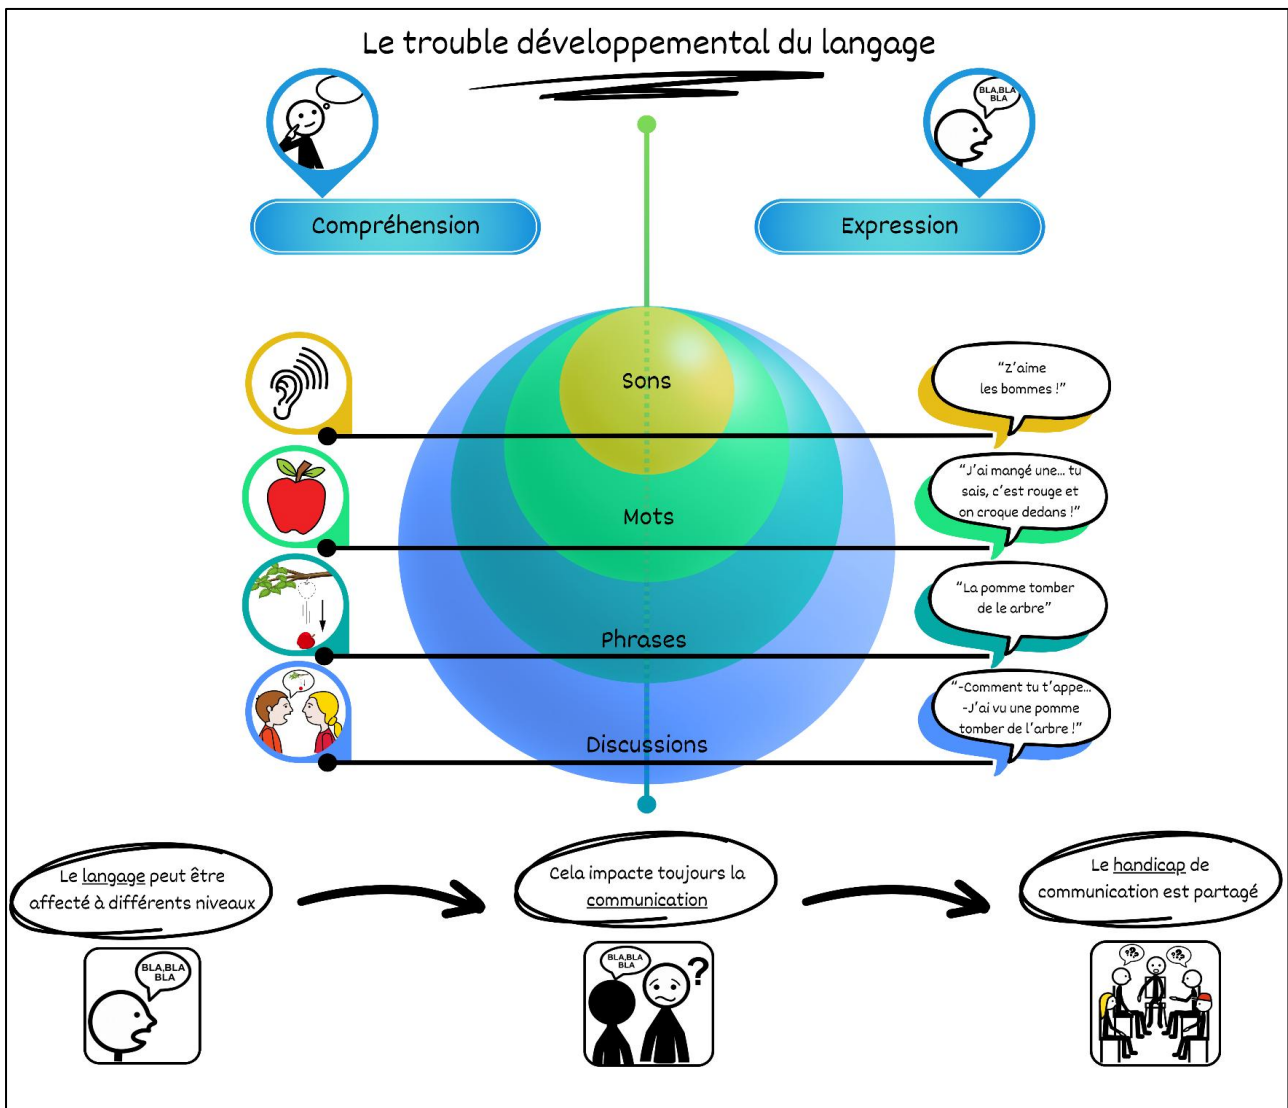 Le trouble développemental du langage
BLA,BLA
BLA
Compréhension
Expression
Sons
"Z'aime
les bommes !"
Mots
"J'ai mangé une... tu
sais, c'est rouge et
on croque dedans !"
Phrases
"La pomme tomber
de le arbre"
Discussions
"-Comment tu t'appe...
-J'ai vu une pomme
tomber de l'arbre !"
Le langage peut être
affecté à différents niveaux
Cela impacte toujours la
communication
Le handicap de
communication est partagé
BLA,BLA
BLA
BLA,BLA
BLA
?
???
???